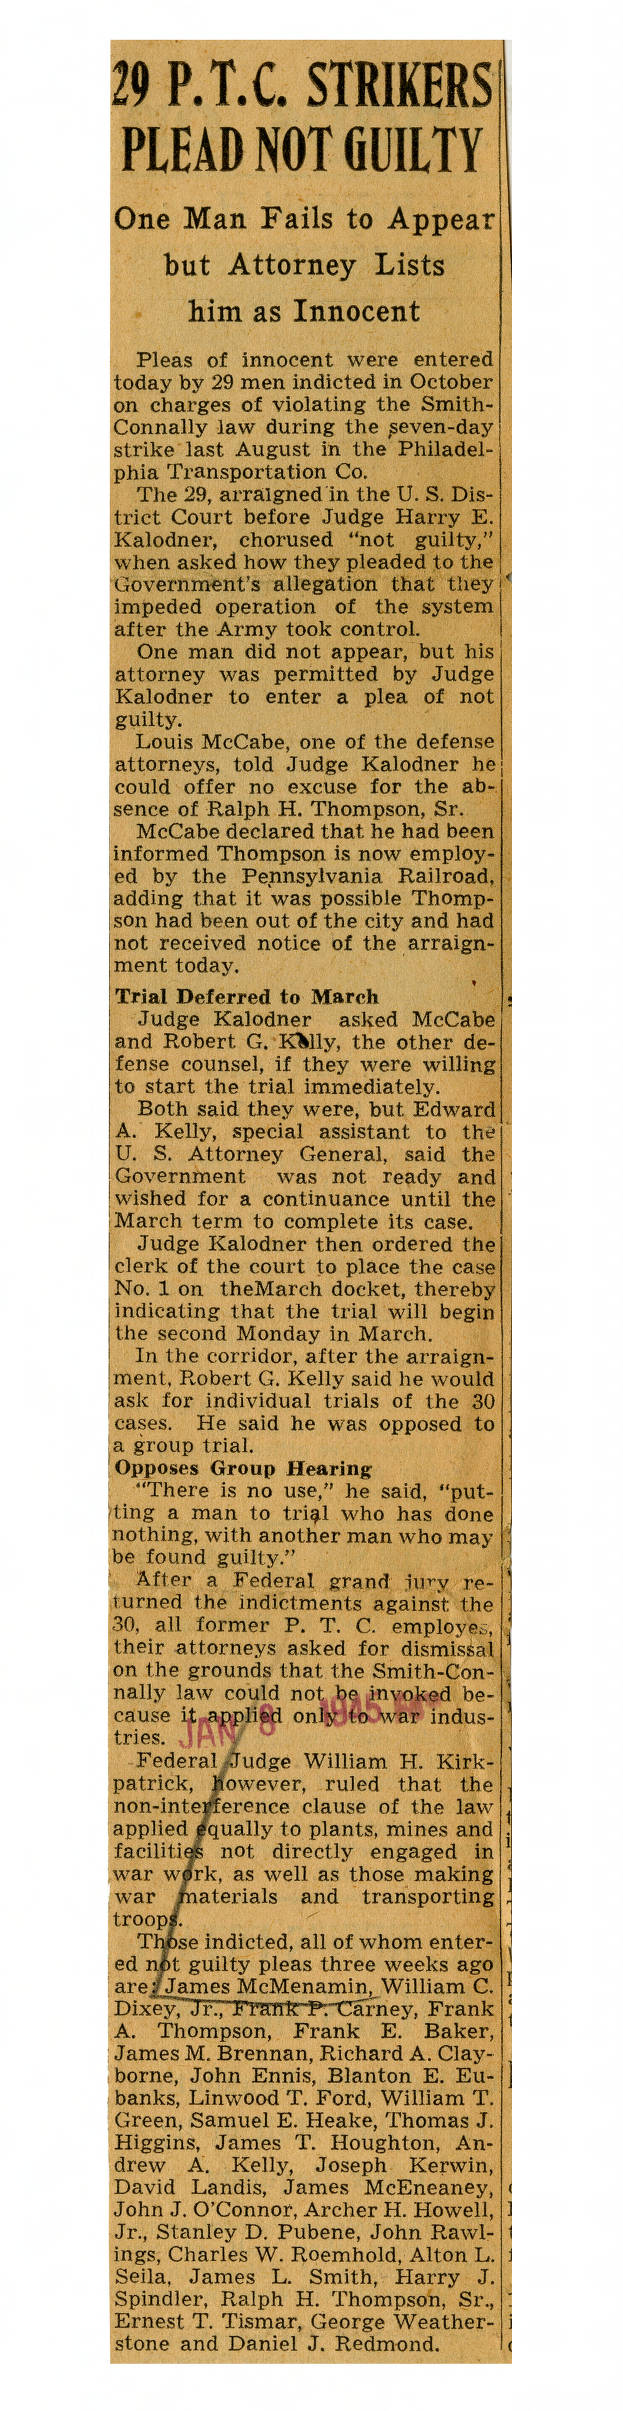 29 P.T.C. STRIKERS
PLEAD NOT GUILTY
One Man Fails to Appear
but Attorney Lists
him as Innocent
Pleas of innocent were entered
today by 29 men indicted in October
on charges of violating the Smith-
Connally law during the seven-day
strike last August in the Philadel-
phia Transportation Co.
The 29, arraigned in the U. S. Dis-
trict Court before Judge Harry E.
Kalodner, chorused "not guilty,"
when asked how they pleaded to the
Government's allegation that they
impeded operation of the system
after the Army took control.
One man did not appear, but his
attorney was permitted by Judge
Kalodner to enter a plea of not
guilty.
Louis McCabe, one of the defense
attorneys, told Judge Kalodner he
could offer no excuse for the ab-
sence of Ralph H. Thompson, Sr.
McCabe declared that he had been
informed Thompson is now employ-
ed by the Pennsylvania Railroad,
adding that it was possible Thomp-
son had been out of the city and had
not received notice of the arraign-
ment today.
Trial Deferred to March
Judge Kalodner asked McCabe
and Robert G. Kelly, the other de-
fense counsel, if they were willing
to start the trial immediately.
Both said they were, but Edward
A. Kelly, special assistant to the
U. S. Attorney General, said the
Government was not ready and
wished for a continuance until the
March term to complete its case.
Judge Kalodner then ordered the
clerk of the court to place the case
No. 1 on theMarch docket, thereby
indicating that the trial will begin
the second Monday in March.
In the corridor, after the arraign-
ment, Robert G. Kelly said he would
ask for individual trials of the 30
cases. He said he was opposed to
a group trial.
Opposes Group Hearing
"There is no use," he said, "put-
ting a man to trial who has done
nothing, with another man who may
be found guilty."
After a Federal grand jury re-
turned the indictments against the
30, all former P. T. C. employes,
their attorneys asked for dismissal
on the grounds that the Smith-Con-
nally law could not be invoked be-
cause it applied only to war indus-
tries.
JAN 8 1945
Federal Judge William H. Kirk-
patrick, however, ruled that the
non-interference clause of the law
applied equally to plants, mines and
facilities not directly engaged in
war work, as well as those making
war materials and transporting
troops.
Those indicted, all of whom enter-
ed not guilty pleas three weeks ago
are: James McMenamin, William C.
Dixey, Jr., Frank P. Carney, Frank
A. Thompson, Frank E. Baker,
James M. Brennan, Richard A. Clay-
borne, John Ennis, Blanton E. Eu-
banks, Linwood T. Ford, William T.
Green, Samuel E. Heake, Thomas J.
Higgins, James T. Houghton, An-
drew A. Kelly, Joseph Kerwin,
David Landis, James McEneaney,
John J. O'Connor, Archer H. Howell,
Jr., Stanley D. Pubene, John Rawl-
ings, Charles W. Roemhold, Alton L.
Seila, James L. Smith, Harry J.
Spindler, Ralph H. Thompson, Sr.,
Ernest T. Tismar, George Weather-
stone and Daniel J. Redmond.